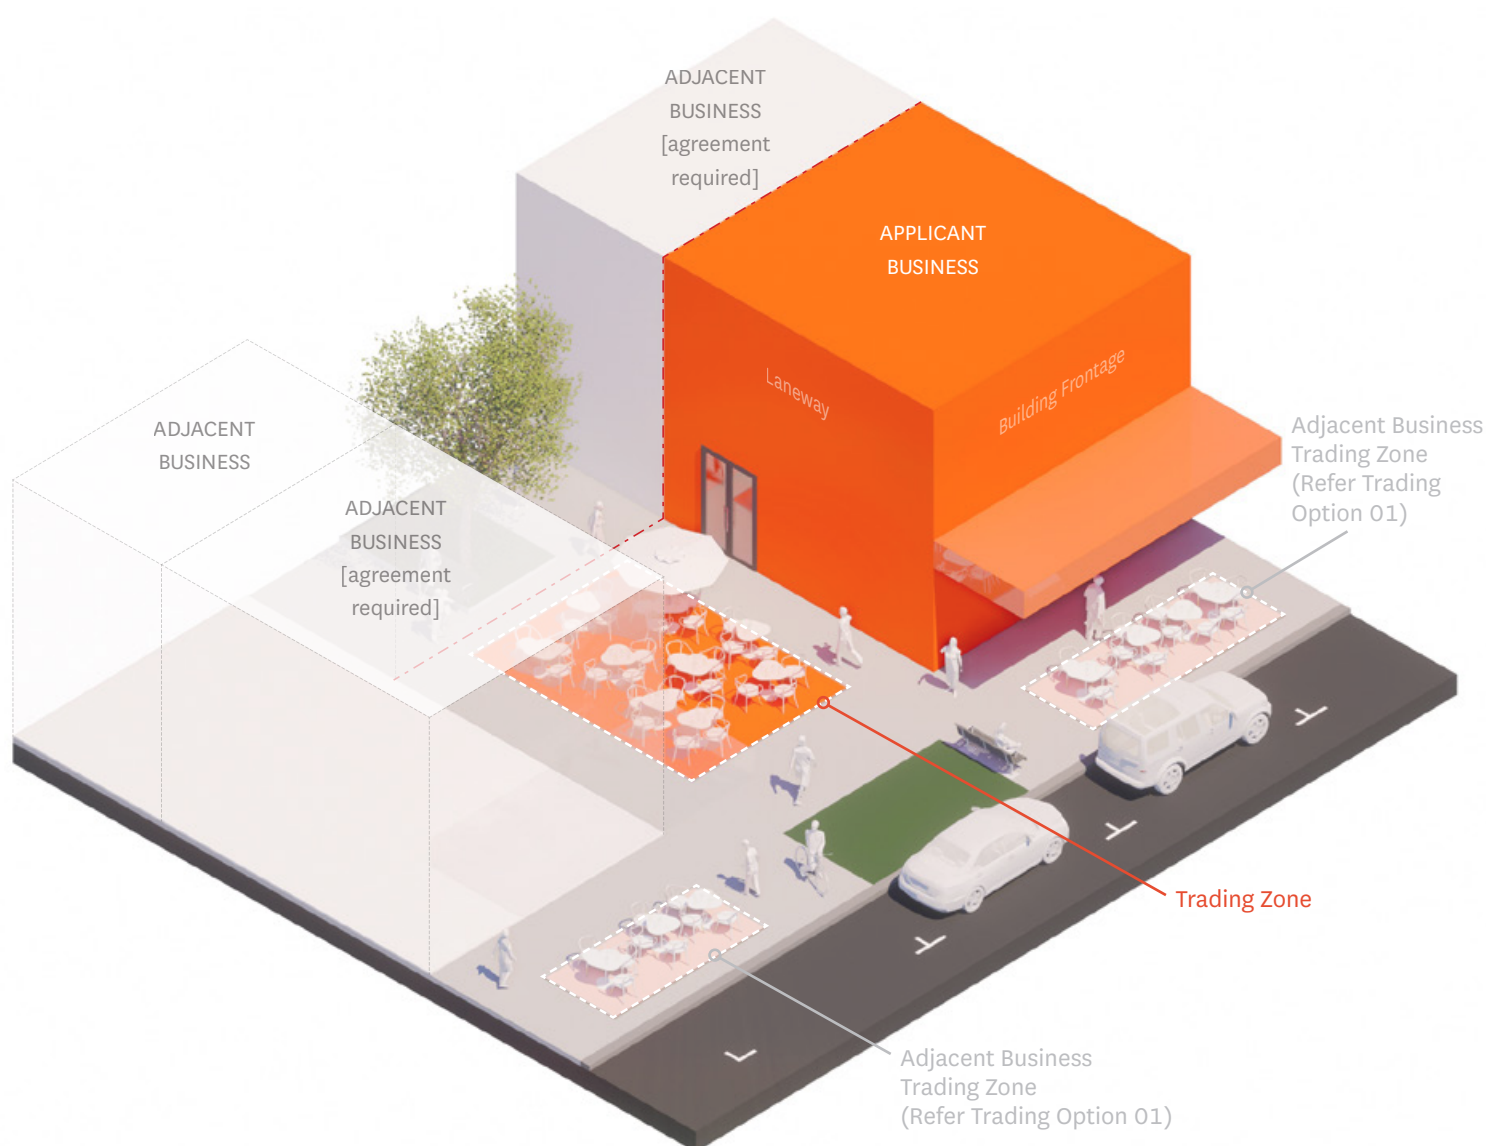 ADJACENT
BUSINESS
[agreement
required]
APPLICANT
BUSINESS
Laneway
Building Frontage
ADJACENT
BUSINESS
ADJACENT
BUSINESS
[agreement
required]
Adjacent Business
Trading Zone
(Refer Trading
Option 01)
Trading Zone
Adjacent Business
Trading Zone
(Refer Trading Option 01)